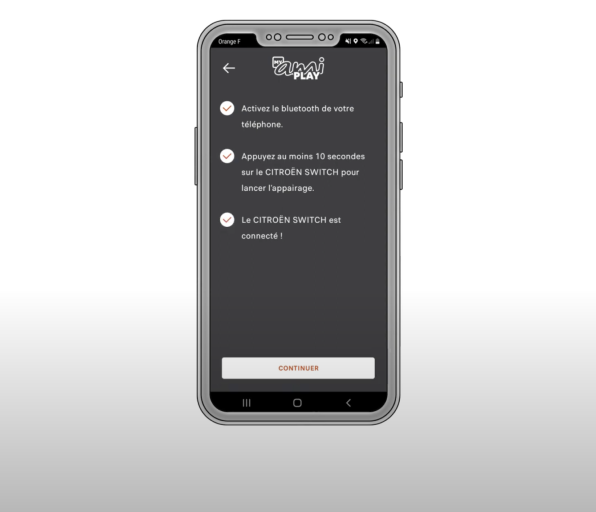 Orange F
MY
ami
PLAY
Activez le bluetooth de votre
téléphone.
Appuyez au moins 10 secondes
sur le CITROËN SWITCH pour
lancer l'appairage.
Le CITROËN SWITCH est
connecté !
CONTINUER